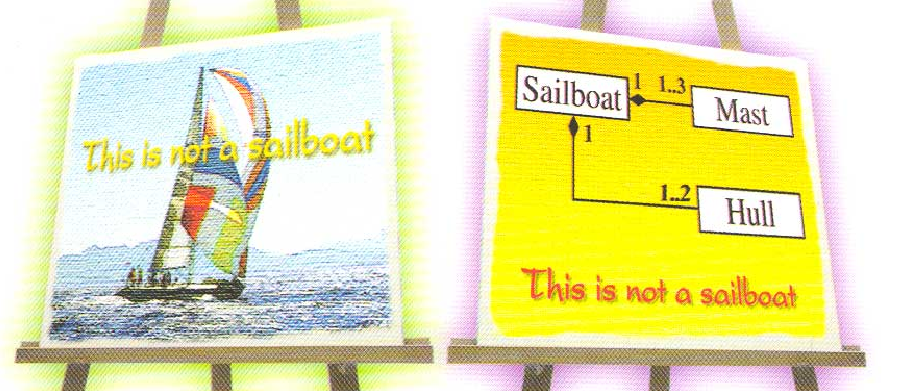 This is not a sailboat
Sailboat
1
1..3
Mast
1
1..2
Hull
This is not a sailboat